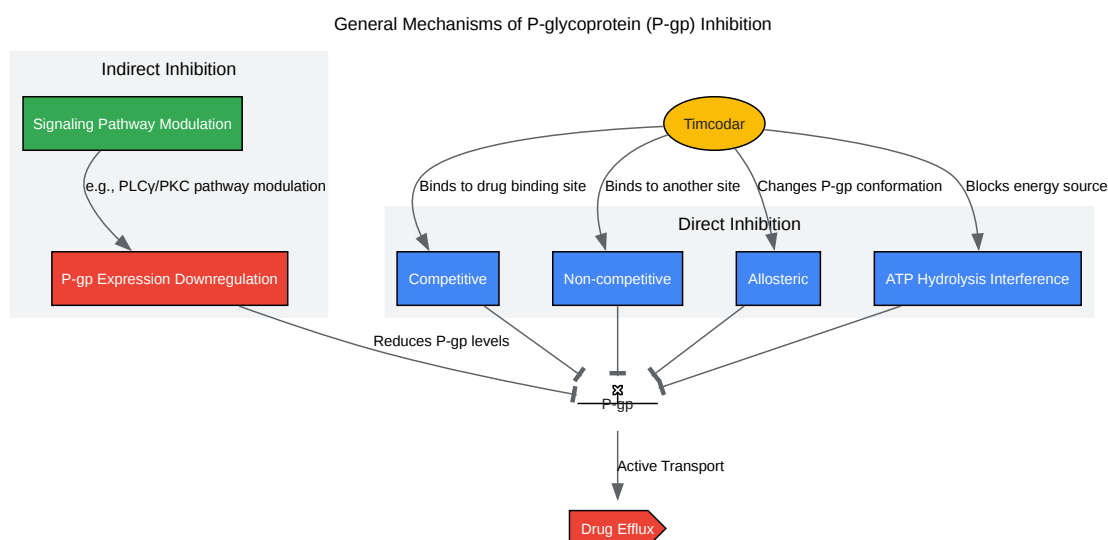 General Mechanisms of P-glycoprotein (P-gp) Inhibition
Indirect Inhibition
Signaling Pathway Modulation
Timcodar
e.g., PLCγ/PKC pathway modulation
Binds to drug binding site
Binds to another site
Changes P-gp conformation
Blocks energy source
Direct Inhibition
P-gp Expression Downregulation
Competitive
Non-competitive
Allosteric
ATP Hydrolysis Interference
Reduces P-gp levels
P-gp
Active Transport
Drug Efflux